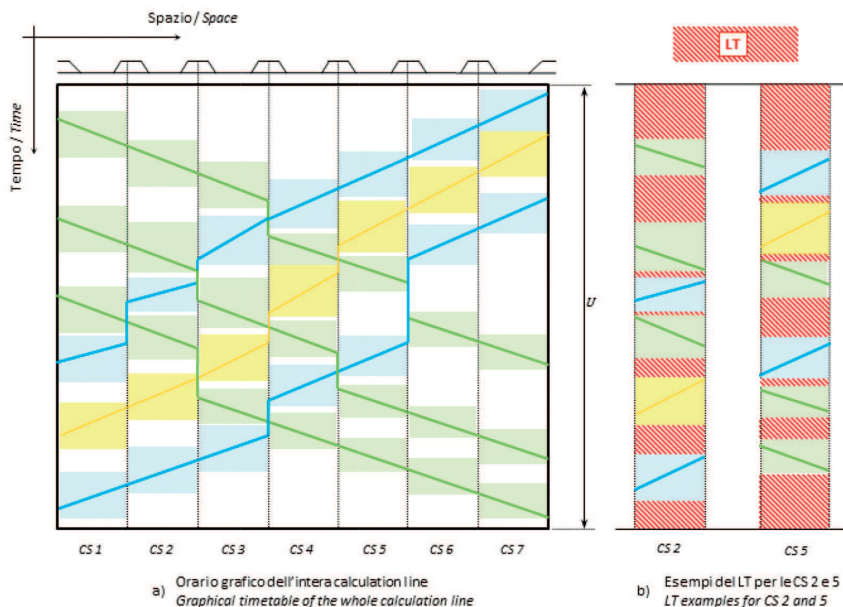 Spazio / Space
Tempo / Time
LT
U
CS 1 CS 2 CS 3 CS 4 CS 5 CS 6 CS 7
CS 2 CS 5
a) Orario grafico dell'intera calculation line
Graphical timetable of the whole calculation line
b) Esempi del LT per le CS 2 e 5
LT examples for CS 2 and 5